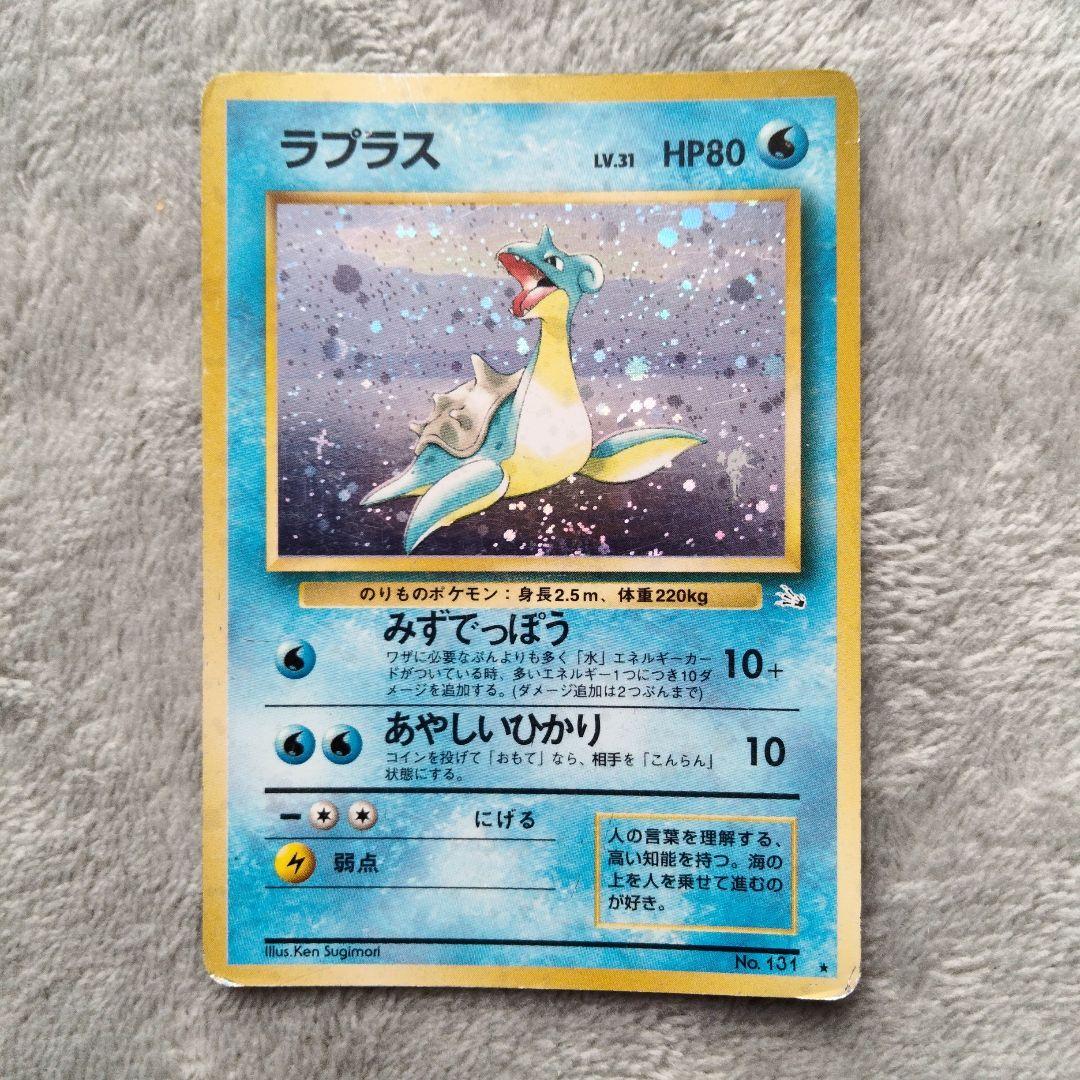 ラプラス LV.31 HP80
のりものポケモン：身長2.5m、体重220kg
みずでっぽう
ワザに必要なぶんよりも多く「水」エネルギーカー
ドがついている時、多いエネルギー1つにつき10ダ
メージを追加する。(ダメージ追加は2つぶんまで)
10+
あやしいひかり
コインを投げて「おもて」なら、相手を「こんらん」
状態にする。
10
にげる
弱点
人の言葉を理解する、
高い知能を持つ。海の
上を人を乗せて進むの
が好き。
Illus.Ken Sugimori
No. 131 ★